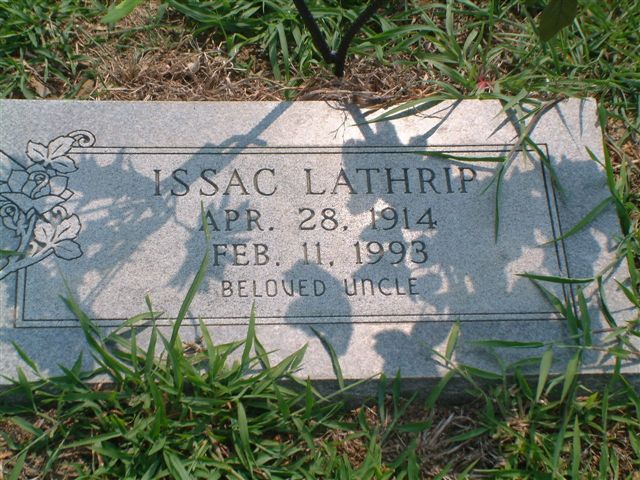 ISSAC LATHRIP
APR. 28, 1914
FEB. 11, 1993
BELOVED UNCLE